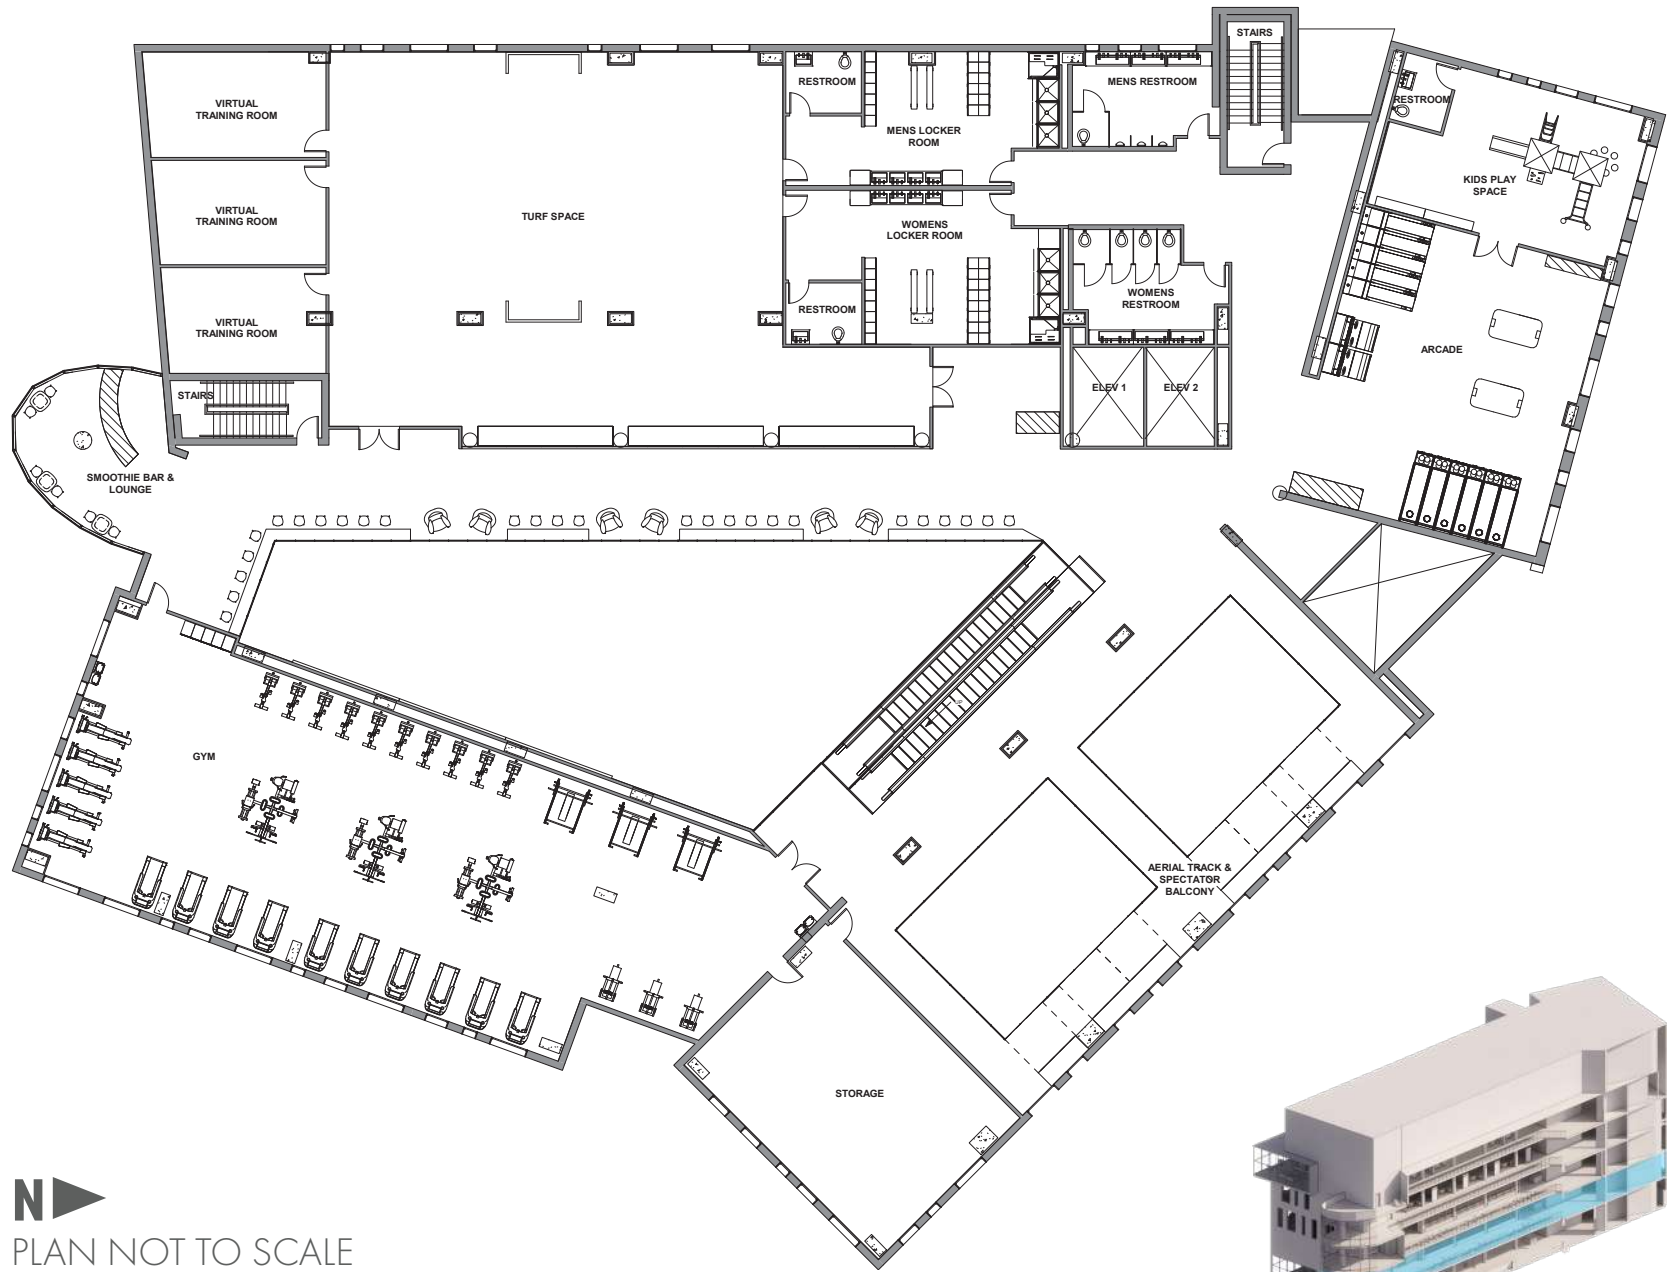 STAIRS
VIRTUAL
TRAINING ROOM
RESTROOM
MENS RESTROOM
RESTROOM
MENS LOCKER
ROOM
KIDS PLAY
SPACE
VIRTUAL
TRAINING ROOM
TURF SPACE
WOMENS
LOCKER ROOM
WOMENS
RESTROOM
RESTROOM
VIRTUAL
TRAINING ROOM
ARCADE
ELEV 1
ELEV 2
STAIRS
SMOOTHIE BAR &
LOUNGE
UP
GYM
AERIAL TRACK &
SPECTATOR
BALCONY
STORAGE
N
PLAN NOT TO SCALE